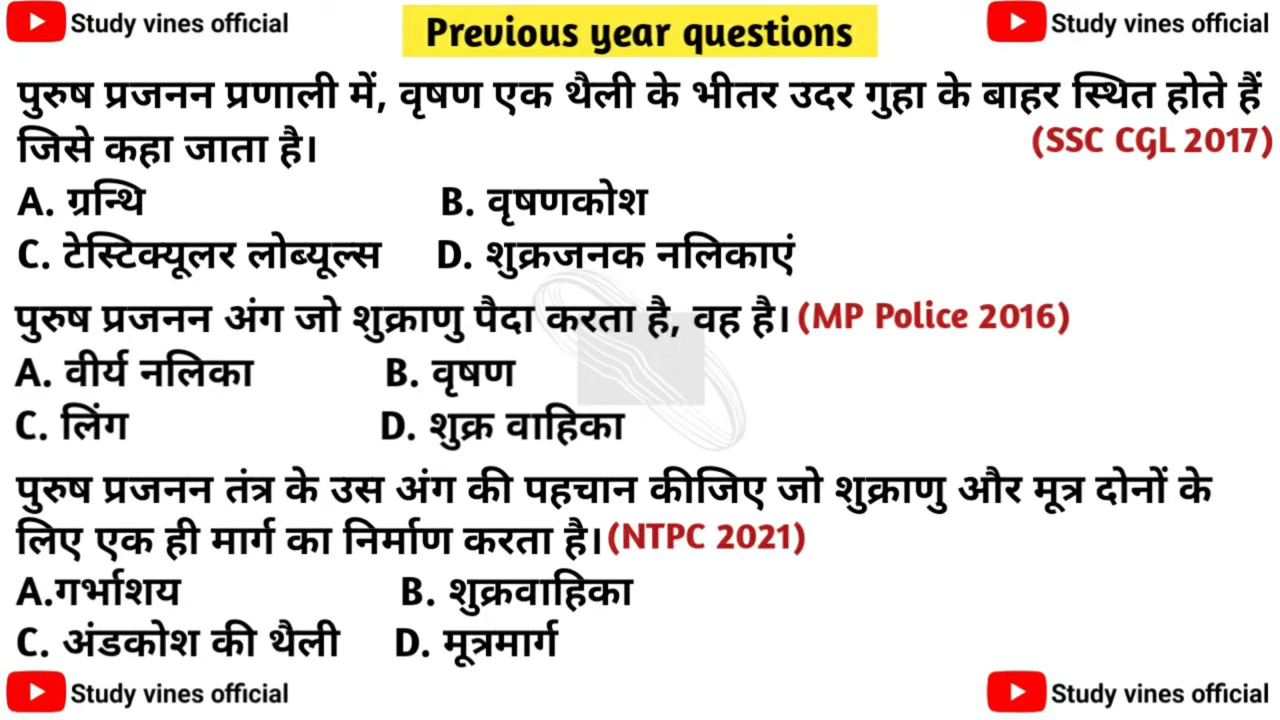 Study vines official
Previous year questions
Study vines official
पुरुष प्रजनन प्रणाली में, वृषण एक थैली के भीतर उदर गुहा के बाहर स्थित होते हैं
जिसे कहा जाता है। (SSC CGL 2017)
A. ग्रन्थि B. वृषणकोश
C. टेस्टिक्यूलर लोब्यूल्स D. शुक्रजनक नलिकाएं
पुरुष प्रजनन अंग जो शुक्राणु पैदा करता है, वह है। (MP Police 2016)
A. वीर्य नलिका B. वृषण
C. लिंग D. शुक्र वाहिका
पुरुष प्रजनन तंत्र के उस अंग की पहचान कीजिए जो शुक्राणु और मूत्र दोनों के
लिए एक ही मार्ग का निर्माण करता है। (NTPC 2021)
A.गर्भाशय B. शुक्रवाहिका
C. अंडकोश की थैली D. मूत्रमार्ग
Study vines official
Study vines official